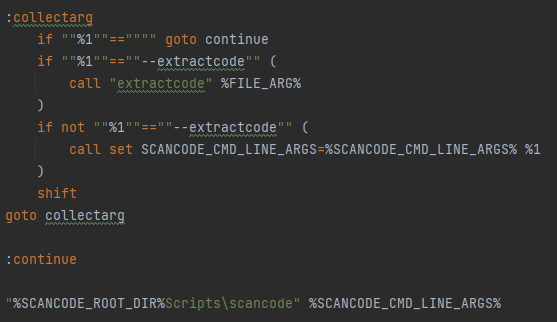 :collectarg
if ""%1""=="""" goto continue
if ""%1""==""--extractcode"" (
call "extractcode" %FILE_ARG%
)
if not ""%1""==""--extractcode"" (
call set SCANCODE_CMD_LINE_ARGS=%SCANCODE_CMD_LINE_ARGS% %1
)
shift
goto collectarg
:continue
"%SCANCODE_ROOT_DIR%Scripts\scancode" %SCANCODE_CMD_LINE_ARGS%